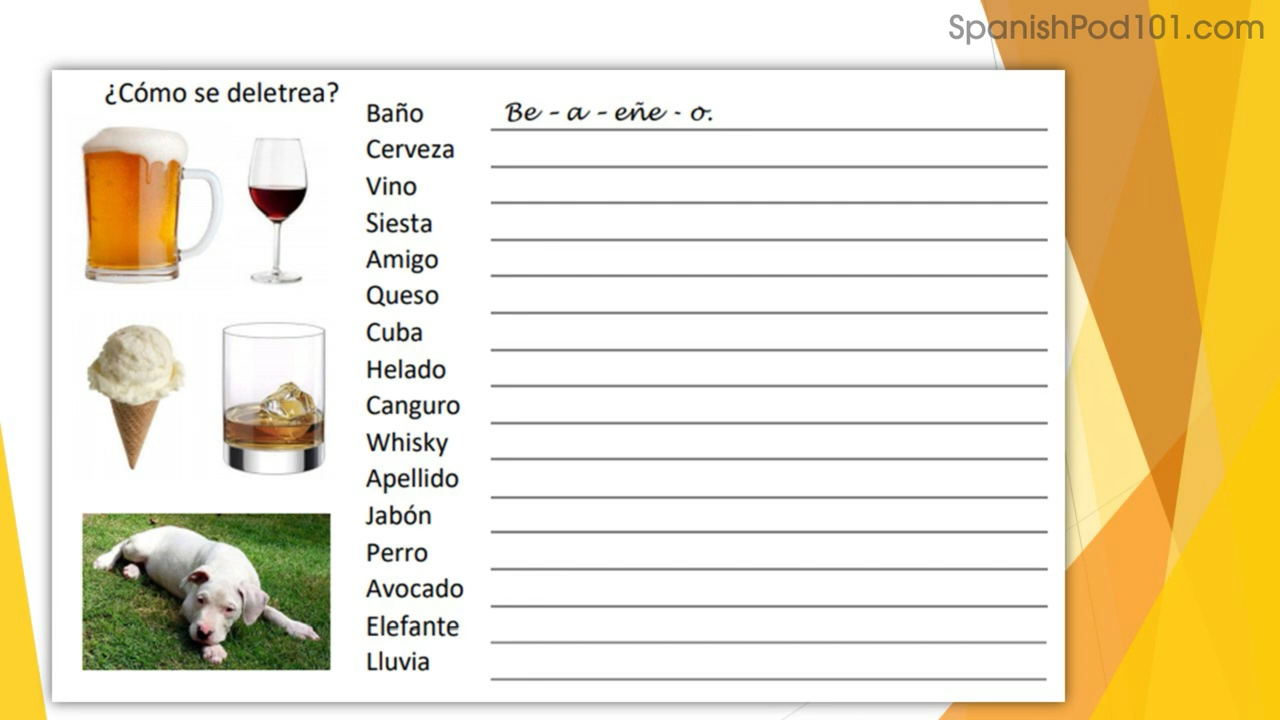 SpanishPod101.com
¿Cómo se deletrea?
Baño Be - a - eñe - o.
Cerveza
Vino
Siesta
Amigo
Queso
Cuba
Helado
Canguro
Whisky
Apellido
Jabón
Perro
Avocado
Elefante
Lluvia